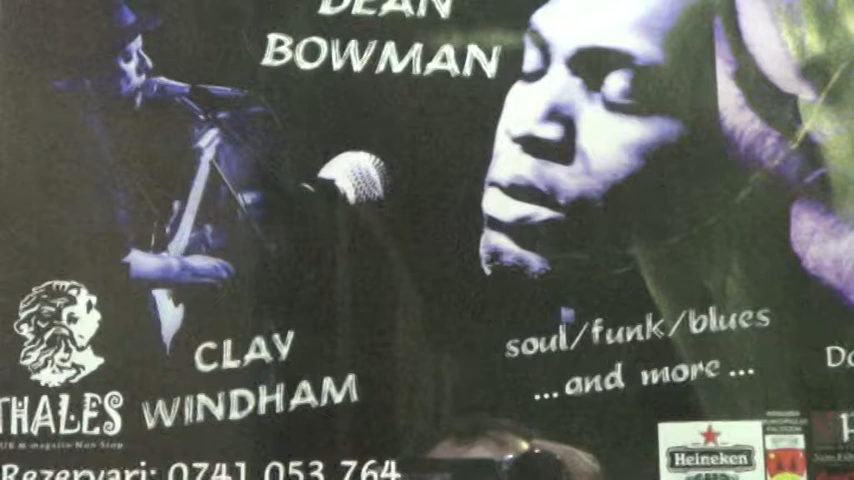 DEAN
BOWMAN
CLAY
WINDHAM
soul/funk/blues
...and more...
THALES
Rezervari: 0741 053 764
Heineken